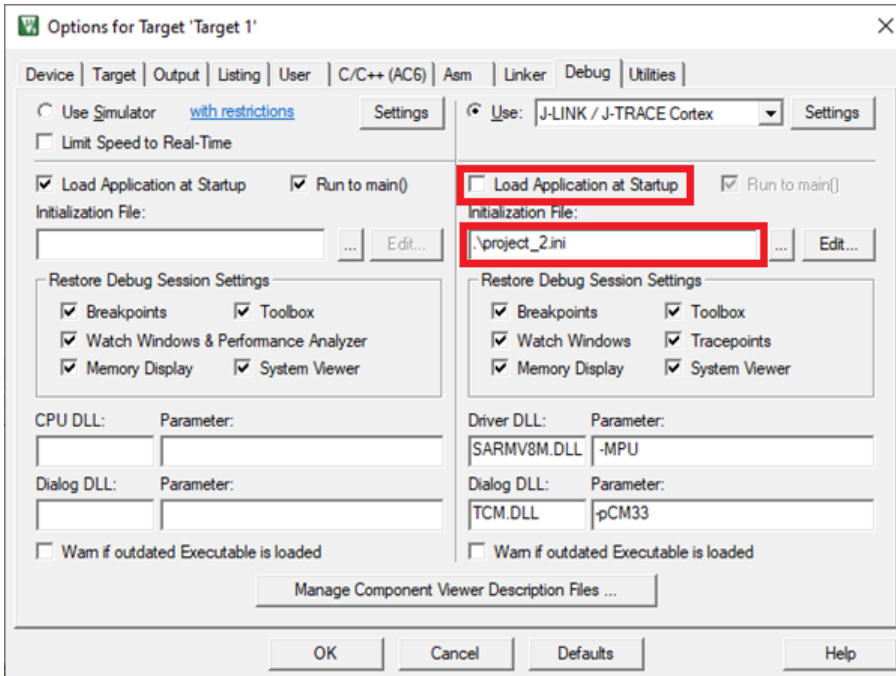 Options for Target 'Target 1'
Device Target Output Listing User C/C++ (AC6) Asm Linker Debug Utilities
Use Simulator with restrictions Settings
Limit Speed to Real-Time
Load Application at Startup Run to main()
Initialization File:
... Edit...
Restore Debug Session Settings
Breakpoints Toolbox
Watch Windows & Performance Analyzer
Memory Display System Viewer
CPU DLL: Parameter:
Dialog DLL: Parameter:
Warn if outdated Executable is loaded
Use: J-LINK / J-TRACE Cortex Settings
Load Application at Startup Run to main()
Initialization File:
.\project_2.ini ... Edit...
Restore Debug Session Settings
Breakpoints Toolbox
Watch Windows Tracepoints
Memory Display System Viewer
Driver DLL: Parameter:
SARMV8M.DLL -MPU
Dialog DLL: Parameter:
TCM.DLL -pCM33
Warn if outdated Executable is loaded
Manage Component Viewer Description Files ...
OK Cancel Defaults Help